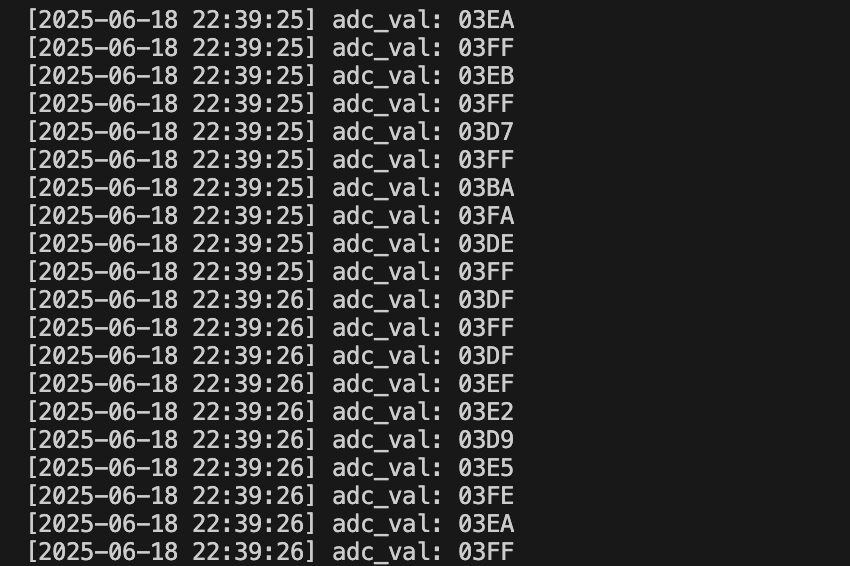 [2025-06-18 22:39:25] adc_val: 03EA
[2025-06-18 22:39:25] adc_val: 03FF
[2025-06-18 22:39:25] adc_val: 03EB
[2025-06-18 22:39:25] adc_val: 03FF
[2025-06-18 22:39:25] adc_val: 03D7
[2025-06-18 22:39:25] adc_val: 03FF
[2025-06-18 22:39:25] adc_val: 03BA
[2025-06-18 22:39:25] adc_val: 03FA
[2025-06-18 22:39:25] adc_val: 03DE
[2025-06-18 22:39:25] adc_val: 03FF
[2025-06-18 22:39:26] adc_val: 03DF
[2025-06-18 22:39:26] adc_val: 03FF
[2025-06-18 22:39:26] adc_val: 03DF
[2025-06-18 22:39:26] adc_val: 03EF
[2025-06-18 22:39:26] adc_val: 03E2
[2025-06-18 22:39:26] adc_val: 03D9
[2025-06-18 22:39:26] adc_val: 03E5
[2025-06-18 22:39:26] adc_val: 03FE
[2025-06-18 22:39:26] adc_val: 03EA
[2025-06-18 22:39:26] adc_val: 03FF